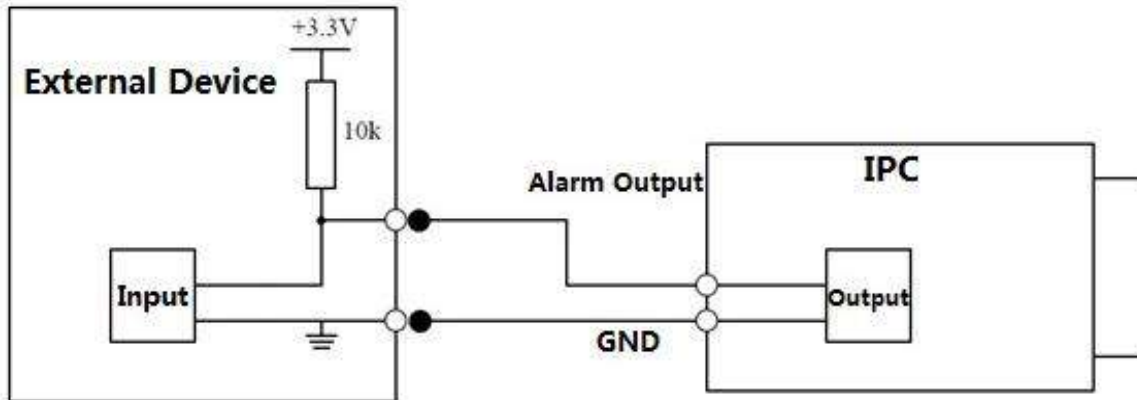 +3.3V
External Device
10k
Alarm Output
IPC
Input
Output
GND